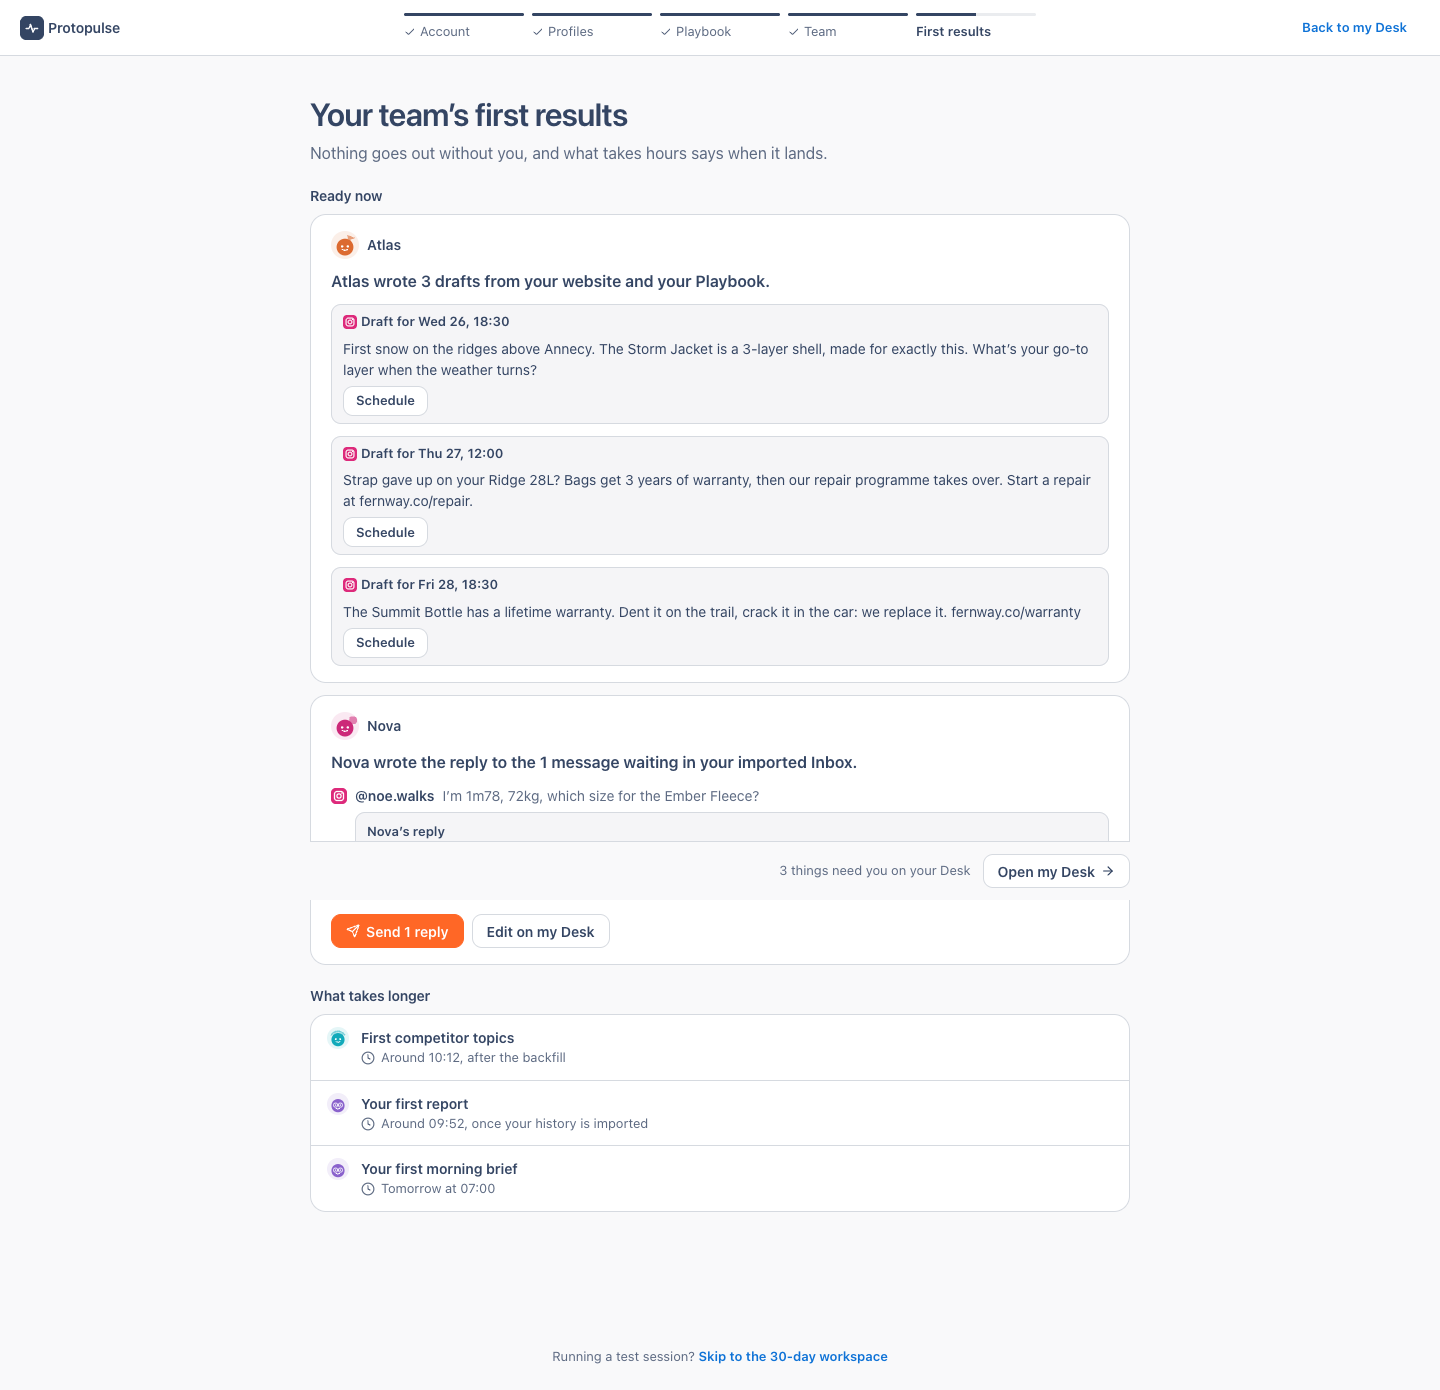 Protopulse
Account
Profiles
Playbook
Team
First results
Back to my Desk
Your team’s first results
Nothing goes out without you, and what takes hours says when it lands.
Ready now
Atlas
Atlas wrote 3 drafts from your website and your Playbook.
Draft for Wed 26, 18:30
First snow on the ridges above Annecy. The Storm Jacket is a 3-layer shell, made for exactly this. What’s your go-to
layer when the weather turns?
Schedule
Draft for Thu 27, 12:00
Strap gave up on your Ridge 28L? Bags get 3 years of warranty, then our repair programme takes over. Start a repair
at fernway.co/repair.
Schedule
Draft for Fri 28, 18:30
The Summit Bottle has a lifetime warranty. Dent it on the trail, crack it in the car: we replace it. fernway.co/warranty
Schedule
Nova
Nova wrote the reply to the 1 message waiting in your imported Inbox.
@noe.walks I’m 1m78, 72kg, which size for the Ember Fleece?
Nova’s reply
3 things need you on your Desk
Open my Desk
Send 1 reply
Edit on my Desk
What takes longer
First competitor topics
Around 10:12, after the backfill
Your first report
Around 09:52, once your history is imported
Your first morning brief
Tomorrow at 07:00
Running a test session? Skip to the 30-day workspace